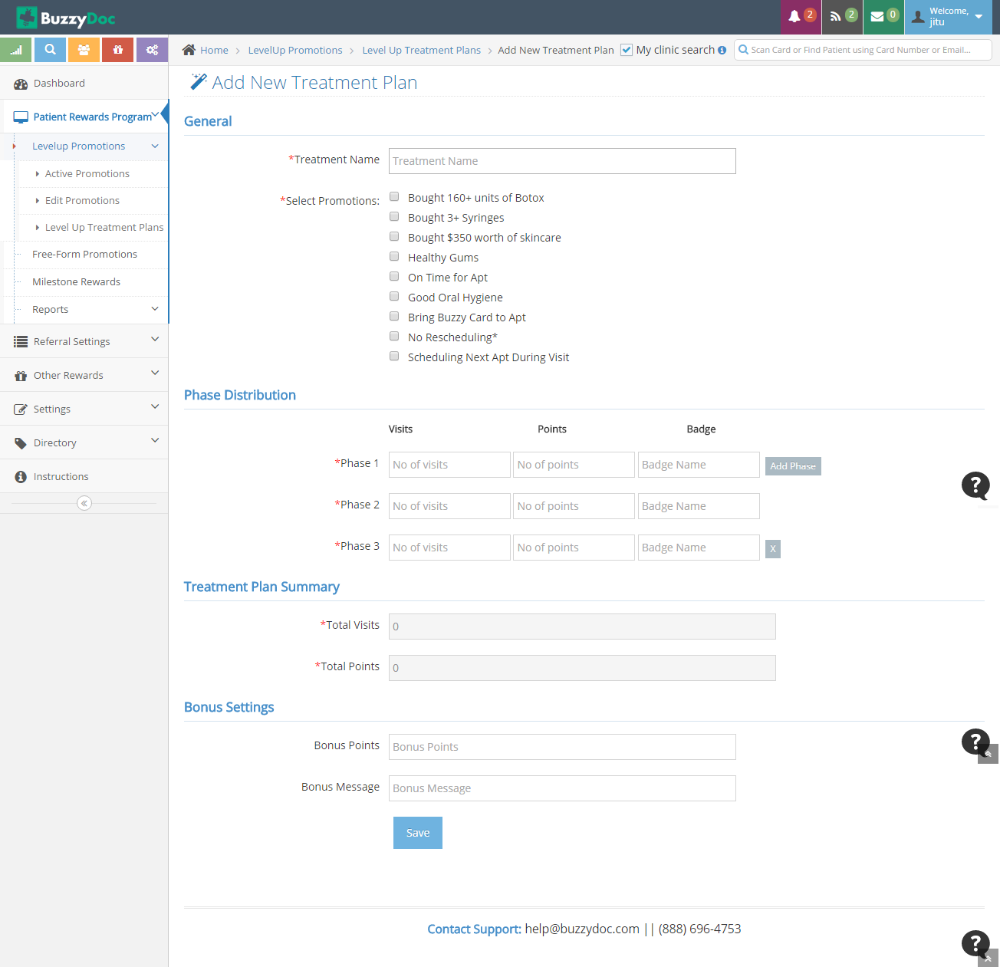 BuzzyDoc
2
2
0
Welcome,
jitu
Home
LevelUp Promotions
Level Up Treatment Plans
Add New Treatment Plan
My clinic search
Scan Card or Find Patient using Card Number or Email...
Dashboard
Patient Rewards Program
Levelup Promotions
Active Promotions
Edit Promotions
Level Up Treatment Plans
Free-Form Promotions
Milestone Rewards
Reports
Referral Settings
Other Rewards
Settings
Directory
Instructions
Add New Treatment Plan
General
*Treatment Name
Treatment Name
*Select Promotions:
Bought 160+ units of Botox
Bought 3+ Syringes
Bought $350 worth of skincare
Healthy Gums
On Time for Apt
Good Oral Hygiene
Bring Buzzy Card to Apt
No Rescheduling*
Scheduling Next Apt During Visit
Phase Distribution
Visits Points Badge
*Phase 1 No of visits No of points Badge Name Add Phase
*Phase 2 No of visits No of points Badge Name
*Phase 3 No of visits No of points Badge Name X
Treatment Plan Summary
*Total Visits 0
*Total Points 0
Bonus Settings
Bonus Points Bonus Points
Bonus Message Bonus Message
Save
Contact Support: help@buzzydoc.com || (888) 696-4753
?
?
?